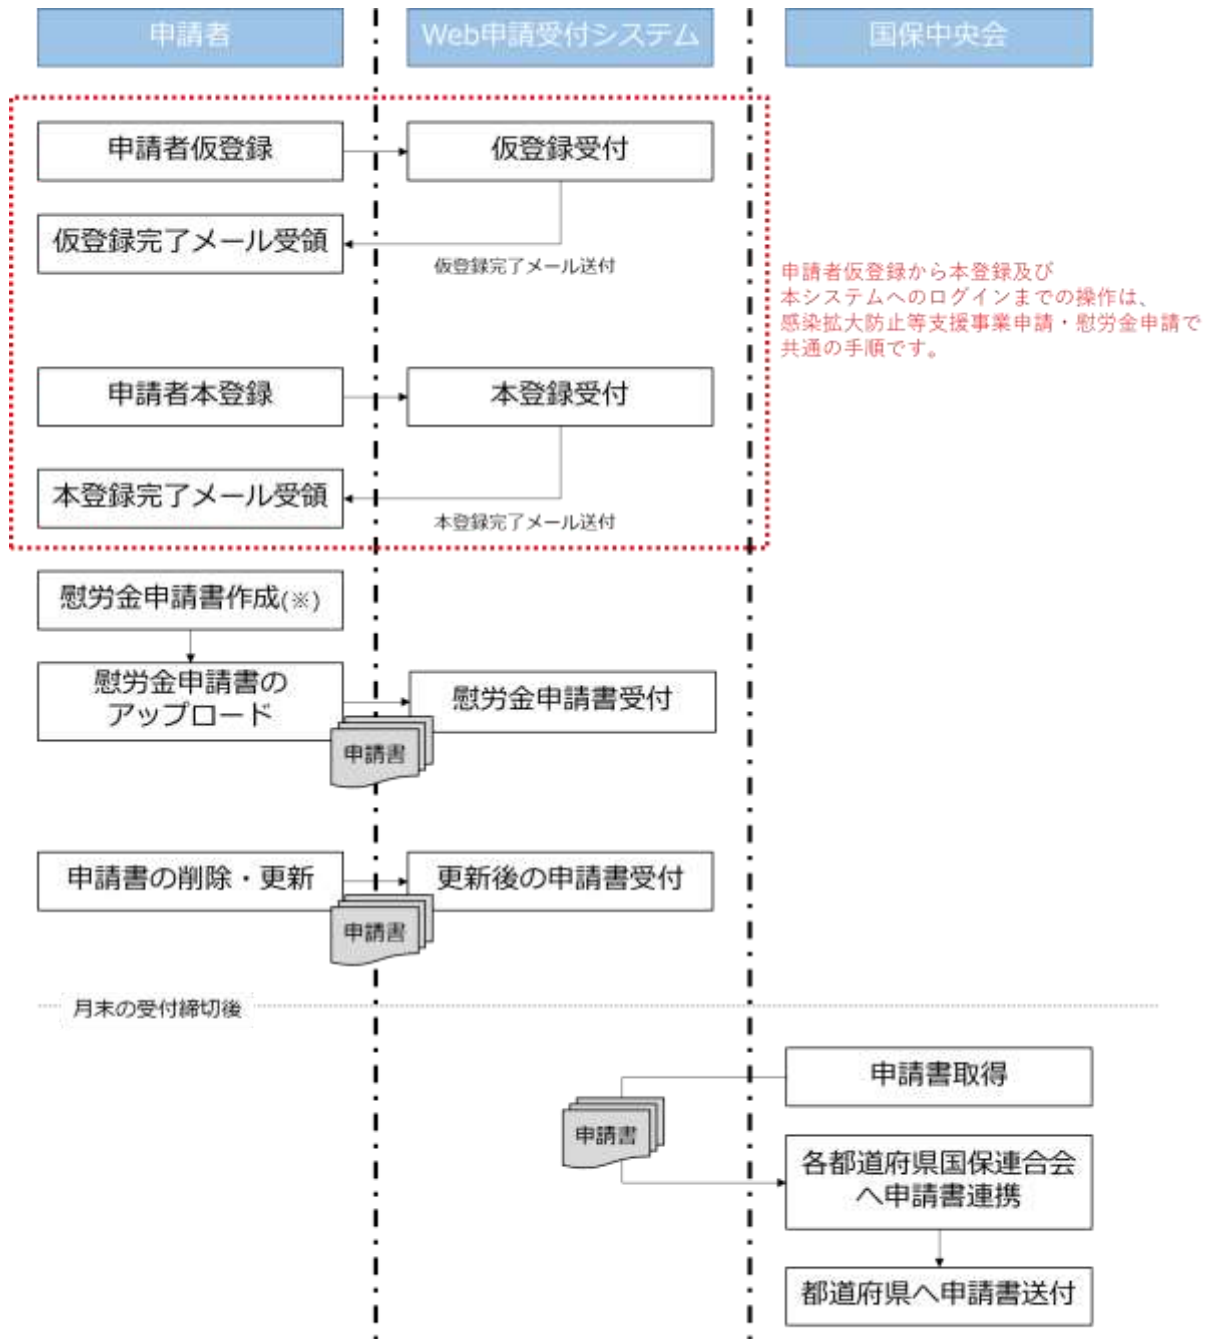 申請者
Web申請受付システム
国保中央会
申請者仮登録
仮登録受付
仮登録完了メール受領
仮登録完了メール送付
申請者仮登録から本登録及び
本システムへのログインまでの操作は、
感染拡大防止等支援事業申請・慰労金申請で
共通の手順です。
申請者本登録
本登録受付
本登録完了メール受領
本登録完了メール送付
慰労金申請書作成(※)
慰労金申請書の
アップロード
慰労金申請書受付
申請書
申請書の削除・更新
更新後の申請書受付
申請書
月末の受付締切後
申請書取得
申請書
各都道府県国保連合会
へ申請書連携
都道府県へ申請書送付